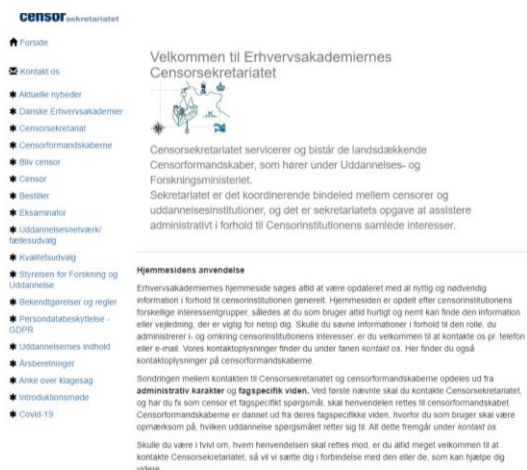 censor sekretariatet
Forside
Kontakt os
Aktuelle nyheder
Danske Erhvervsakademier
Censorsekretariat
Censorformandskaberne
Bliv censor
Censor
Bestiller
Eksaminator
Uddannelsesnetværk/
fællesudvalg
Kvalitetsudvalg
Styrelsen for Forskning og
Uddannelse
Bekendtgørelser og regler
Persondatabeskyttelse -
GDPR
Uddannelsernes indhold
Årsberetninger
Anke over klagesag
Introduktionsmøde
Covid-19
Velkommen til Erhvervsakademiernes
Censorsekretariatet
Censorsekretariatet servicerer og bistår de landsdækkende
Censorformandskaber, som hører under Uddannelses- og
Forskningsministeriet.
Sekretariatet er det koordinerende bindeled mellem censorer og
uddannelsesinstitutioner, og det er sekretariatets opgave at assistere
administrativt i forhold til Censorinstitutionens samlede interesser.
Hjemmesidens anvendelse
Erhvervsakademiernes hjemmeside søges altid at være opdateret med al nyttig og nødvendig
information i forhold til censorinstitutionen generelt. Hjemmesiden er opdelt efter censorinstitutionens
forskellige interessentgrupper, således at du som bruger altid hurtigt og nemt kan finde den information
eller vejledning, der er vigtig for netop dig. Skulle du savne informationer i forhold til den rolle, du
administrerer i- og omkring censorinstitutionens interesser, er du velkommen til at kontakte os pr. telefon
eller e-mail. Vores kontaktoplysninger finder du under fanen kontakt os. Her finder du også
kontaktoplysninger på censorformandskaberne.
Sondringen mellem kontakten til Censorsekretariatet og censorformandskaberne opdeles ud fra
administrativ karakter og fagspecifik viden. Ved første nævnte skal du kontakte Censorsekretariatet,
og har du fx som censor et fagspecifikt spørgsmål, skal henvendelsen rettes til censorformandskabet.
Censorformandskaberne er dannet ud fra deres fagspecifikke viden, hvorfor du som bruger skal være
opmærksom på, hvilken uddannelse spørgsmålet retter sig til. Alt dette fremgår under kontakt os.
Skulle du være i tvivl om, hvem henvendelsen skal rettes mod, er du altid meget velkommen til at
kontakte Censorsekretariatet, så vil vi sætte dig i forbindelse med den eller de, som kan hjælpe dig
videre.